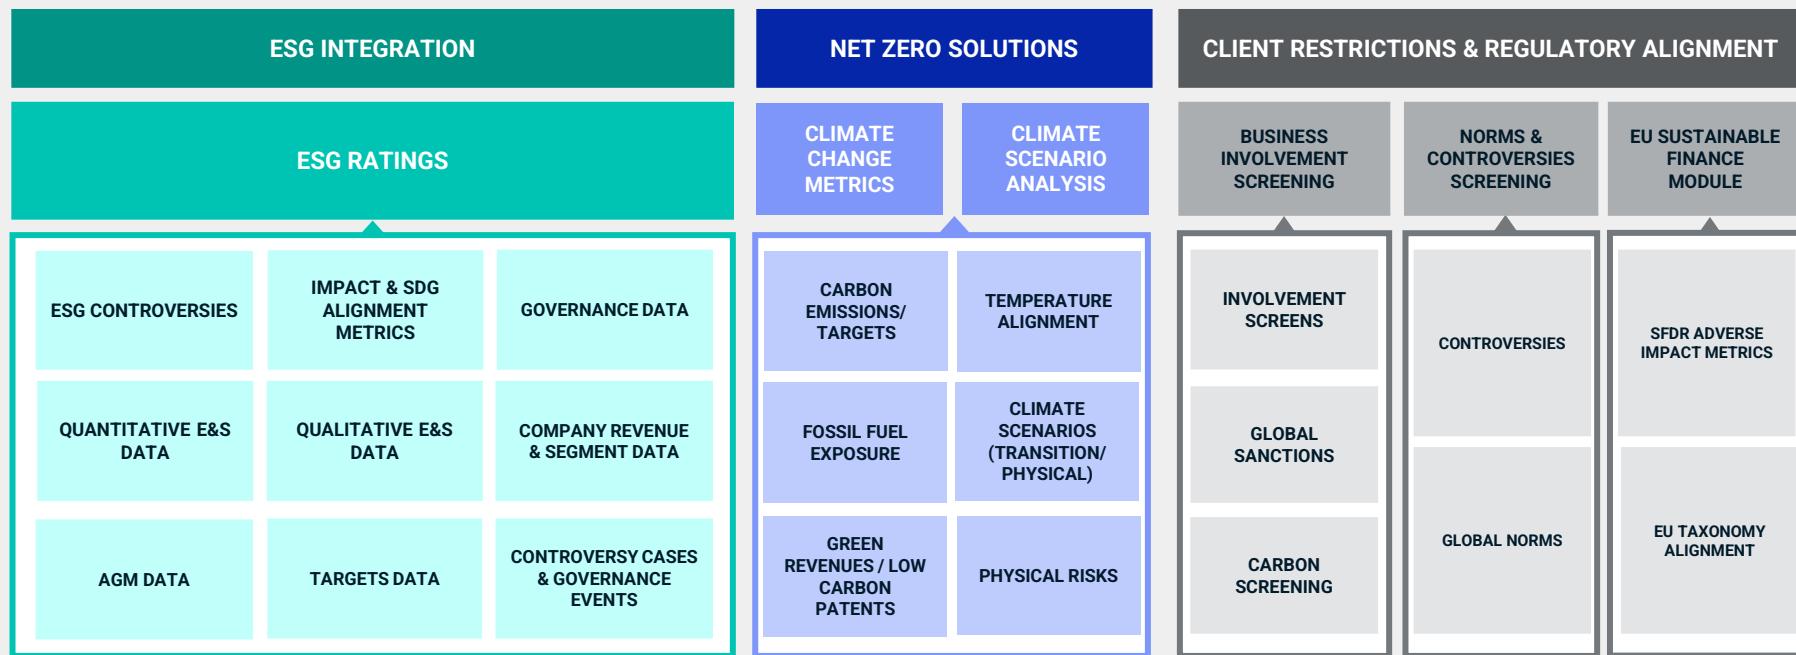 ESG INTEGRATION
ESG RATINGS
ESG CONTROVERSIES
IMPACT & SDG
ALIGNMENT
METRICS
GOVERNANCE DATA
QUANTITATIVE E&S
DATA
QUALITATIVE E&S
DATA
COMPANY REVENUE
& SEGMENT DATA
AGM DATA
TARGETS DATA
CONTROVERSY CASES
& GOVERNANCE
EVENTS
NET ZERO SOLUTIONS
CLIMATE
CHANGE
METRICS
CLIMATE
SCENARIO
ANALYSIS
CARBON
EMISSIONS/
TARGETS
TEMPERATURE
ALIGNMENT
FOSSIL FUEL
EXPOSURE
CLIMATE
SCENARIOS
(TRANSITION/
PHYSICAL)
GREEN
REVENUES / LOW
CARBON
PATENTS
PHYSICAL RISKS
CLIENT RESTRICTIONS & REGULATORY ALIGNMENT
BUSINESS
INVOLVEMENT
SCREENING
INVOLVEMENT
SCREENS
GLOBAL
SANCTIONS
CARBON
SCREENING
NORMS &
CONTROVERSIES
SCREENING
CONTROVERSIES
GLOBAL NORMS
EU SUSTAINABLE
FINANCE
MODULE
SFDR ADVERSE
IMPACT METRICS
EU TAXONOMY
ALIGNMENT